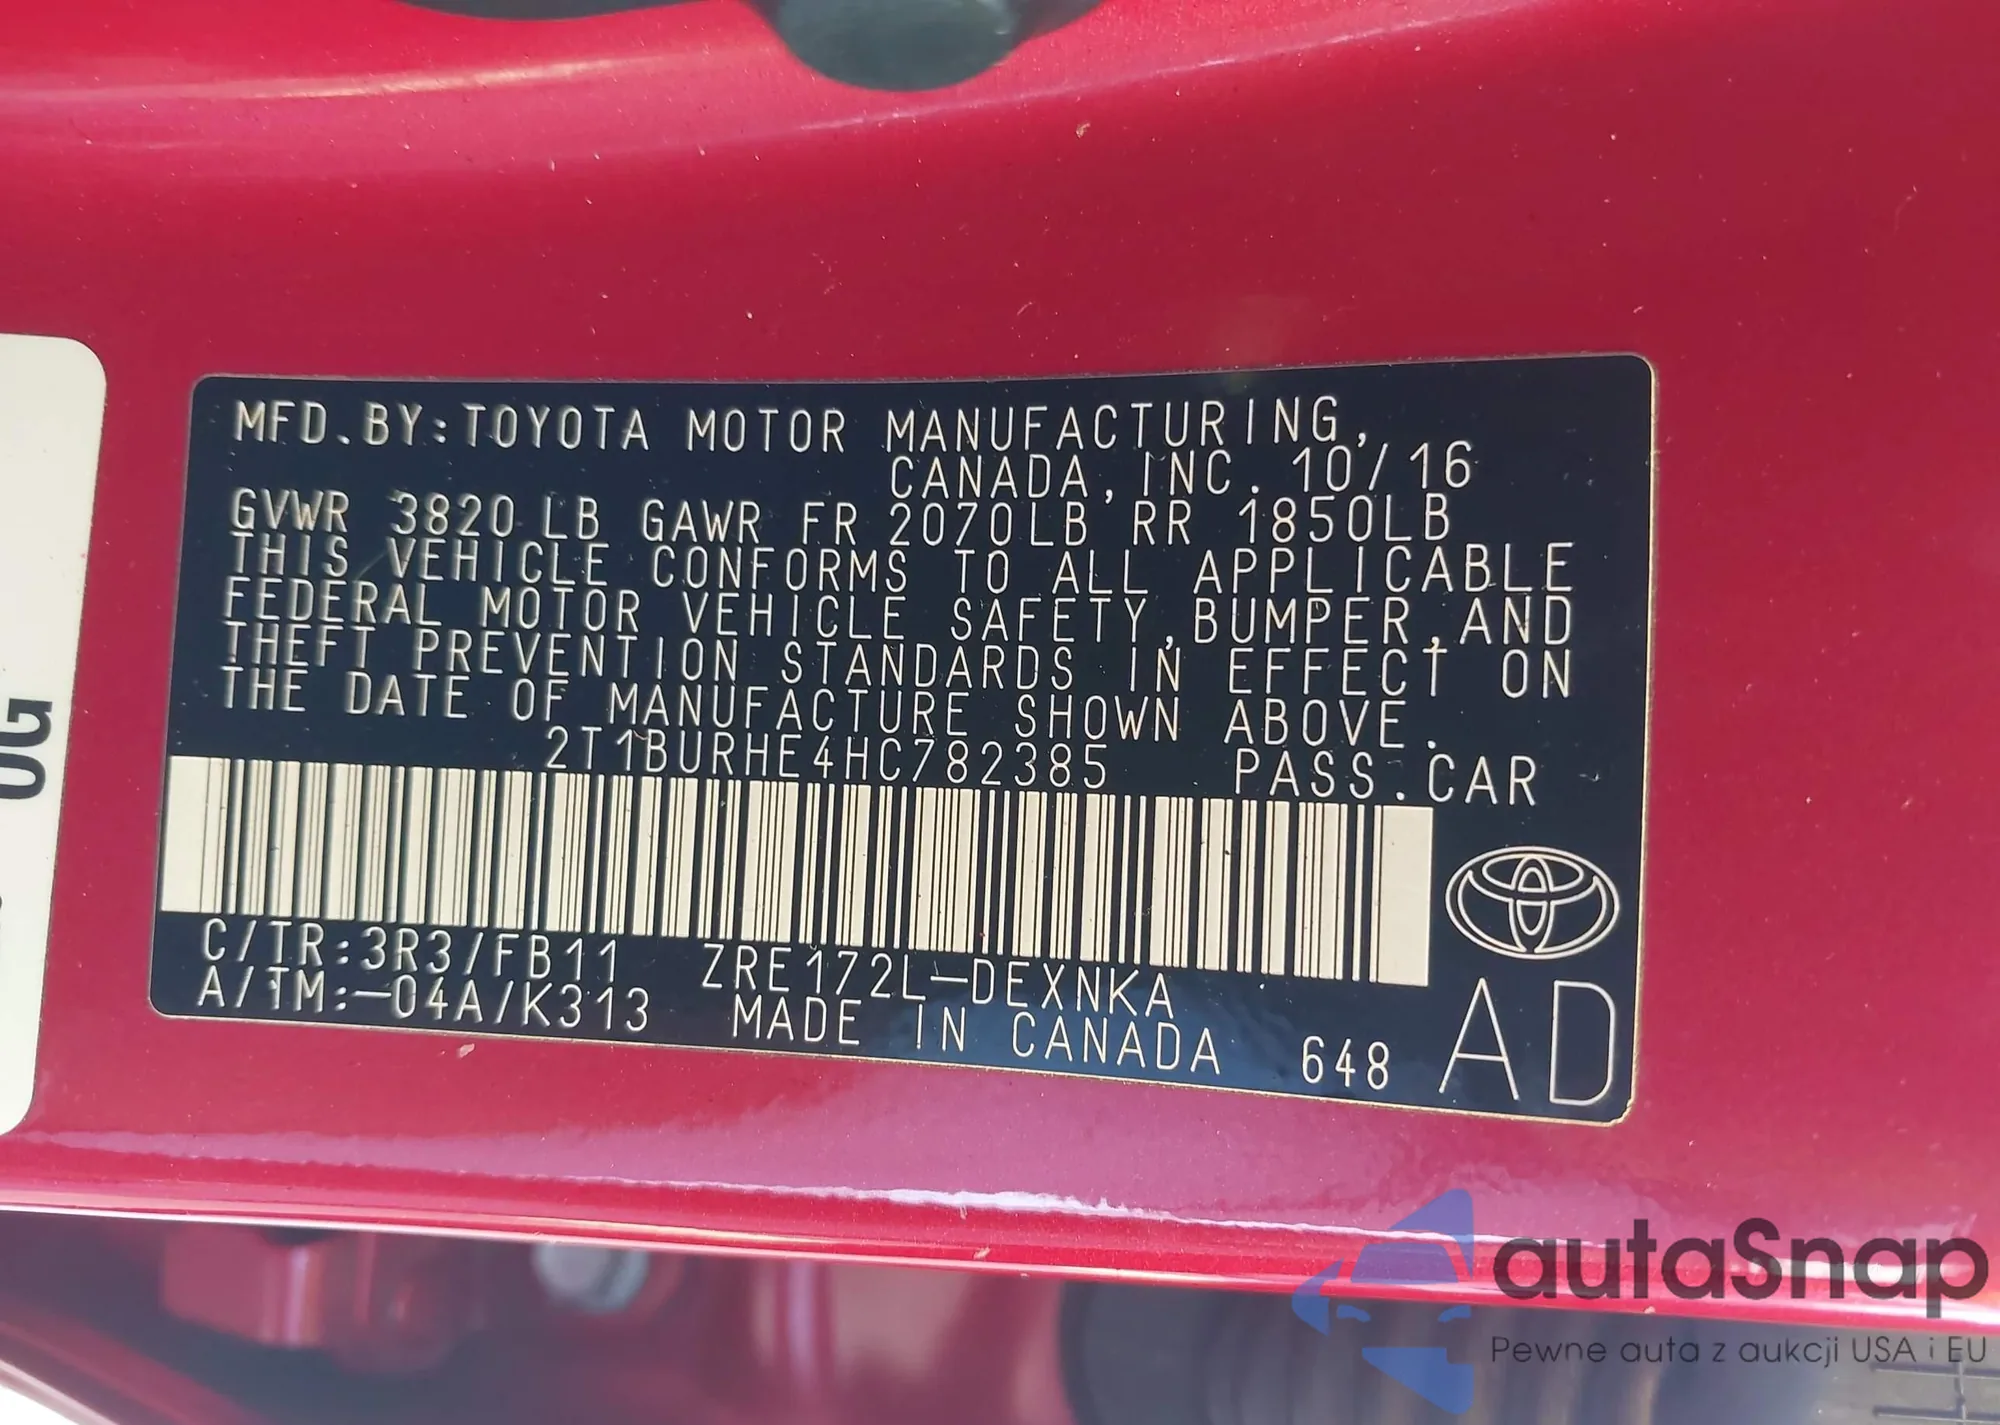 MFD.BY:TOYOTA MOTOR MANUFACTURING,
CANADA,INC. 10/16
GVWR 3820 LB GAWR FR 2070LB RR 1850LB
THIS VEHICLE CONFORMS TO ALL APPLICABLE
FEDERAL MOTOR VEHICLE SAFETY,BUMPER,AND
THEFT PREVENTION STANDARDS IN EFFECT ON
THE DATE OF MANUFACTURE SHOWN ABOVE.
2T1BURHE4HC782385 PASS.CAR
C/TR:3R3/FB11 ZRE172L-DEXNKA
A/TM:-04A/K313 MADE IN CANADA 648 AD
OG
autaSnap
Pewne auta z aukcji USA i EU